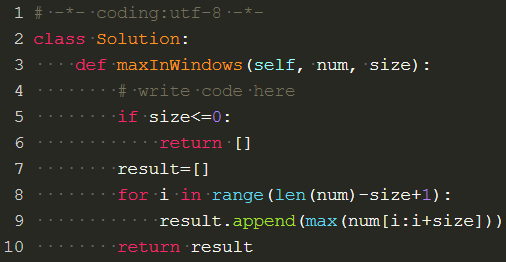 1 # -*- coding:utf-8 -*-
2 class Solution:
3     def maxInWindows(self, num, size):
4         # write code here
5         if size<=0:
6             return []
7         result=[]
8         for i in range(len(num)-size+1):
9             result.append(max(num[i:i+size]))
10         return result